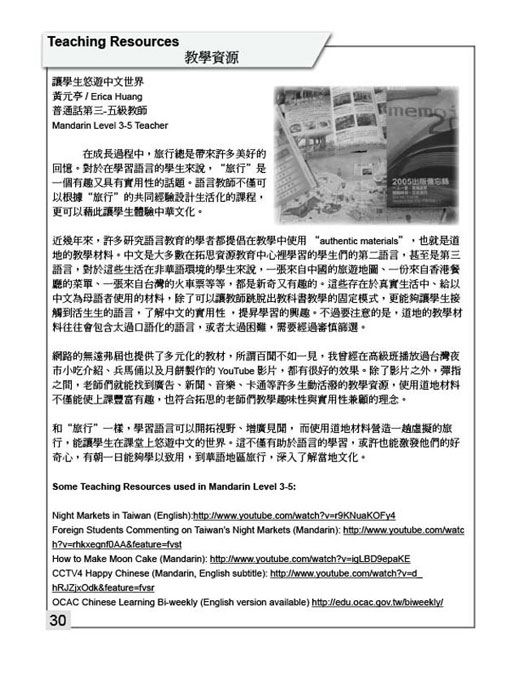 Teaching Resources
教學資源
讓學生悠遊中文世界
黃元亭 / Erica Huang
普通話第三-五級教師
Mandarin Level 3-5 Teacher
在成長過程中，旅行總是帶來許多美好的
回憶。對於在學習語言的學生來說，“旅行”是
一個有趣又具有實用性的話題。語言教師不僅可
以根據“旅行”的共同經驗設計生活化的課程，
更可以藉此讓學生體驗中華文化。
2005出版備忘錄
近幾年來，許多研究語言教育的學者都提倡在教學中使用 “authentic materials”，也就是道
地的教學材料。中文是大多數在拓思資源教育中心裡學習的學生們的第二語言，甚至是第三
語言，對於這些生活在非華語環境的學生來說，一張來自中國的旅遊地圖、一份來自香港餐
廳的菜單、一張來自台灣的火車票等等，都是新奇又有趣的。這些存在於真實生活中、給以
中文為母語者使用的材料，除了可以讓教師跳脫出教科書教學的固定模式，更能夠讓學生接
觸到活生生的語言，了解中文的實用性 ，提昇學習的興趣。不過要注意的是，道地的教學材
料往往會包含太過口語化的語言，或者太過困難，需要經過審慎篩選。
網路的無遠弗屆也提供了多元化的教材，所謂百聞不如一見，我曾經在高級班播放過台灣夜
市小吃介紹、兵馬俑以及月餅製作的 YouTube 影片，都有很好的效果。除了影片之外，彈指
之間，老師們就能找到廣告、新聞、音樂、卡通等許多生動活潑的教學資源，使用道地材料
不僅能使上課豐富有趣，也符合拓思的老師們教學趣味性與實用性兼顧的理念。
和“旅行”一樣，學習語言可以開拓視野、增廣見聞， 而使用道地材料營造一趟虛擬的旅
行，能讓學生在課堂上悠遊中文的世界。這不僅有助於語言的學習，或許也能激發他們的好
奇心，有朝一日能夠學以致用，到華語地區旅行，深入了解當地文化。
Some Teaching Resources used in Mandarin Level 3-5:
Night Markets in Taiwan (English):http://www.youtube.com/watch?v=r9KNuaKOFy4
Foreign Students Commenting on Taiwan's Night Markets (Mandarin): http://www.youtube.com/watc
h?v=rhkxegnf0AA&feature=fvst
How to Make Moon Cake (Mandarin): http://www.youtube.com/watch?v=iqLBD9epaKE
CCTV4 Happy Chinese (Mandarin, English subtitle): http://www.youtube.com/watch?v=d_
hRJZjxOdk&feature=fvsr
OCAC Chinese Learning Bi-weekly (English version available) http://edu.ocac.gov.tw/biweekly/
30